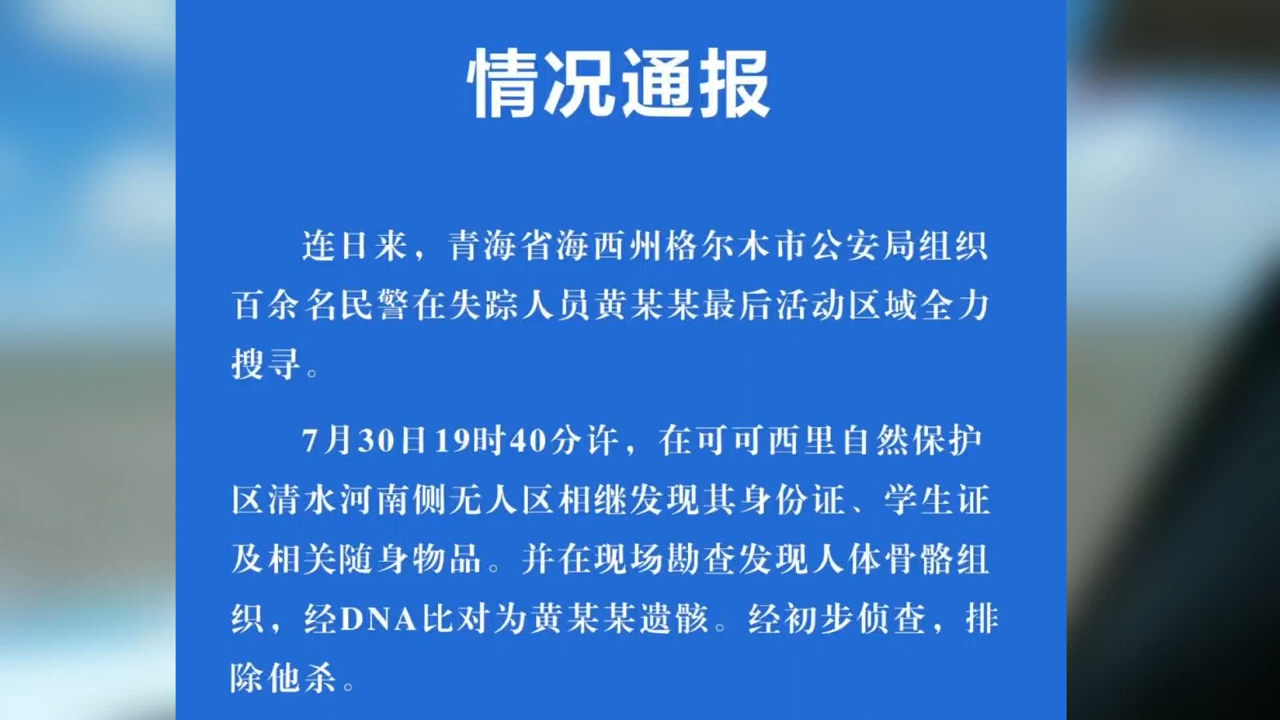 情况通报
连日来，青海省海西州格尔木市公安局组织
百余名民警在失踪人员黄某某最后活动区域全力
搜寻。
7月30日19时40分许，在可可西里自然保护
区清水河南侧无人区相继发现其身份证、学生证
及相关随身物品。并在现场勘查发现人体骨骼组
织，经DNA比对为黄某某遗骸。经初步侦查，排
除他杀。